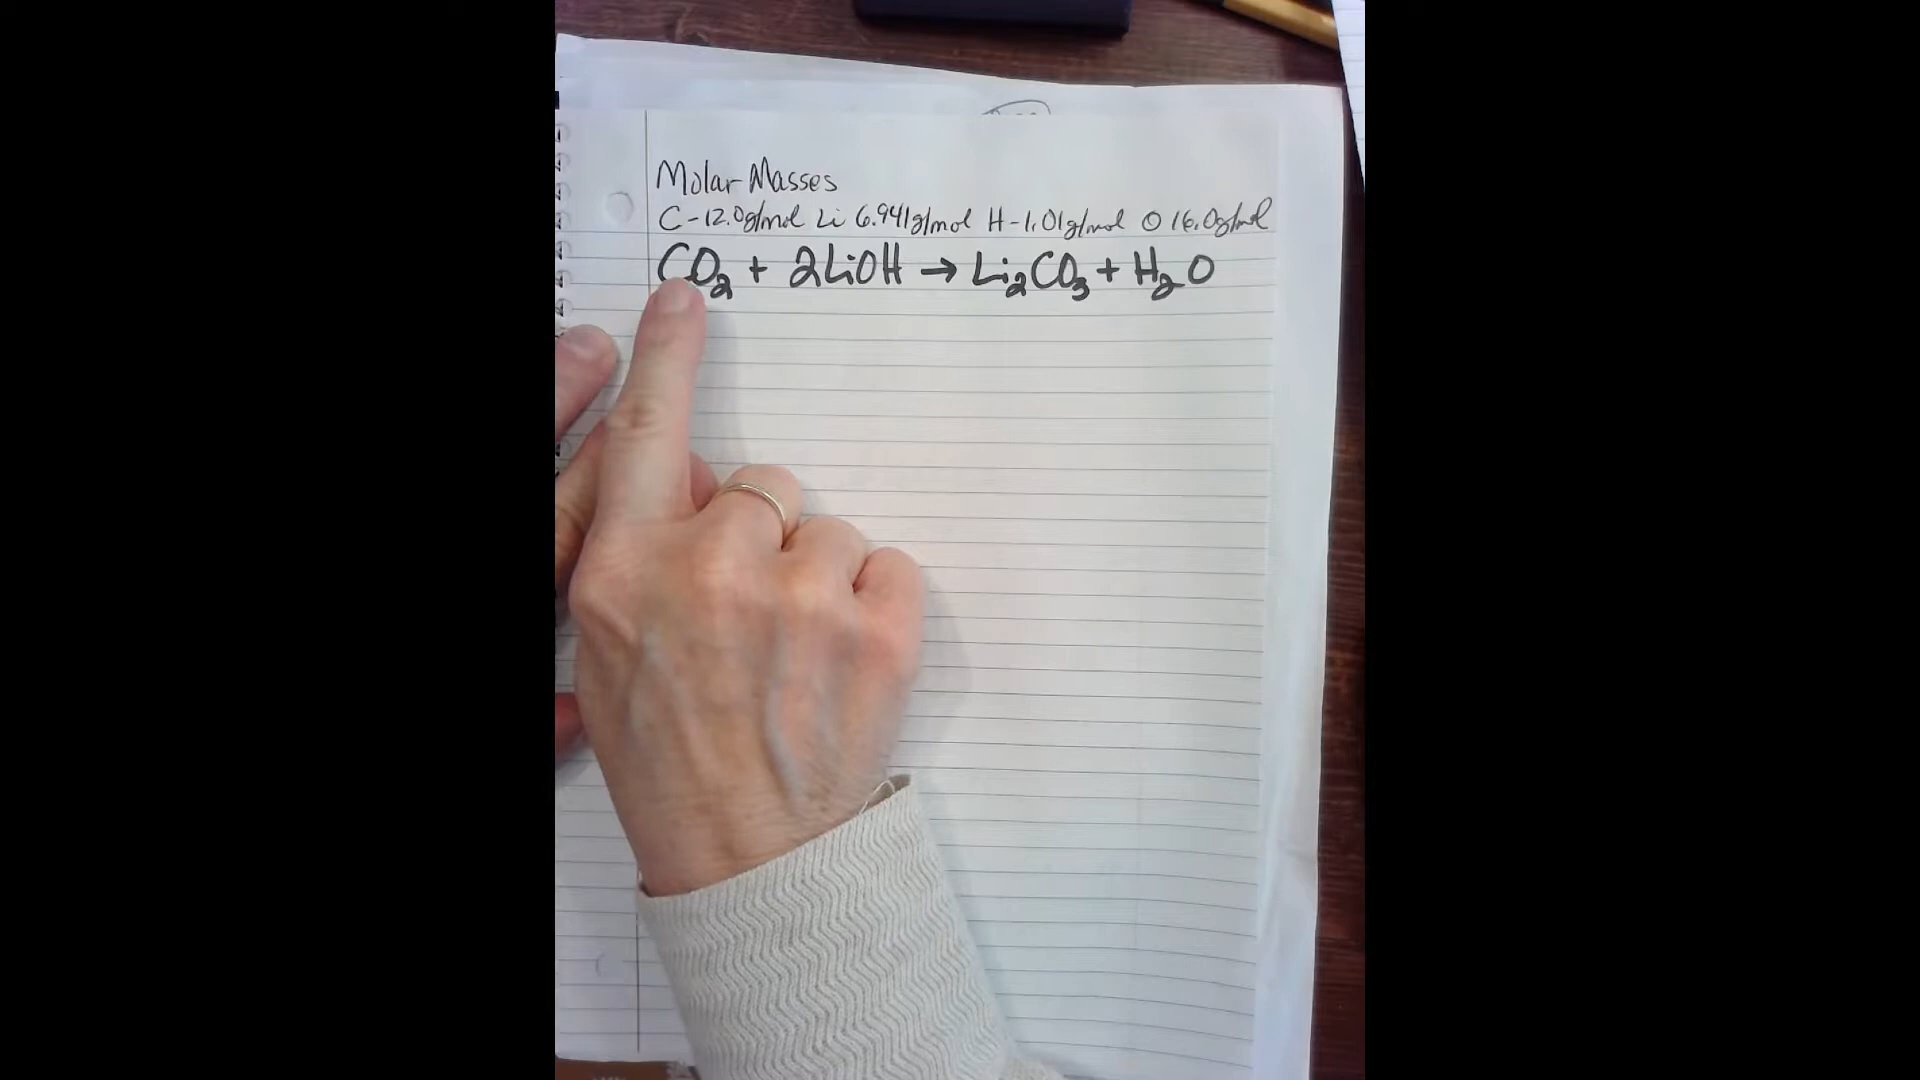 Molar Masses
C-12.0g/mol Li 6.941g/mol H-1.01g/mol O 16.0g/mol
CO₂ + 2LiOH → Li₂CO₃ + H₂O